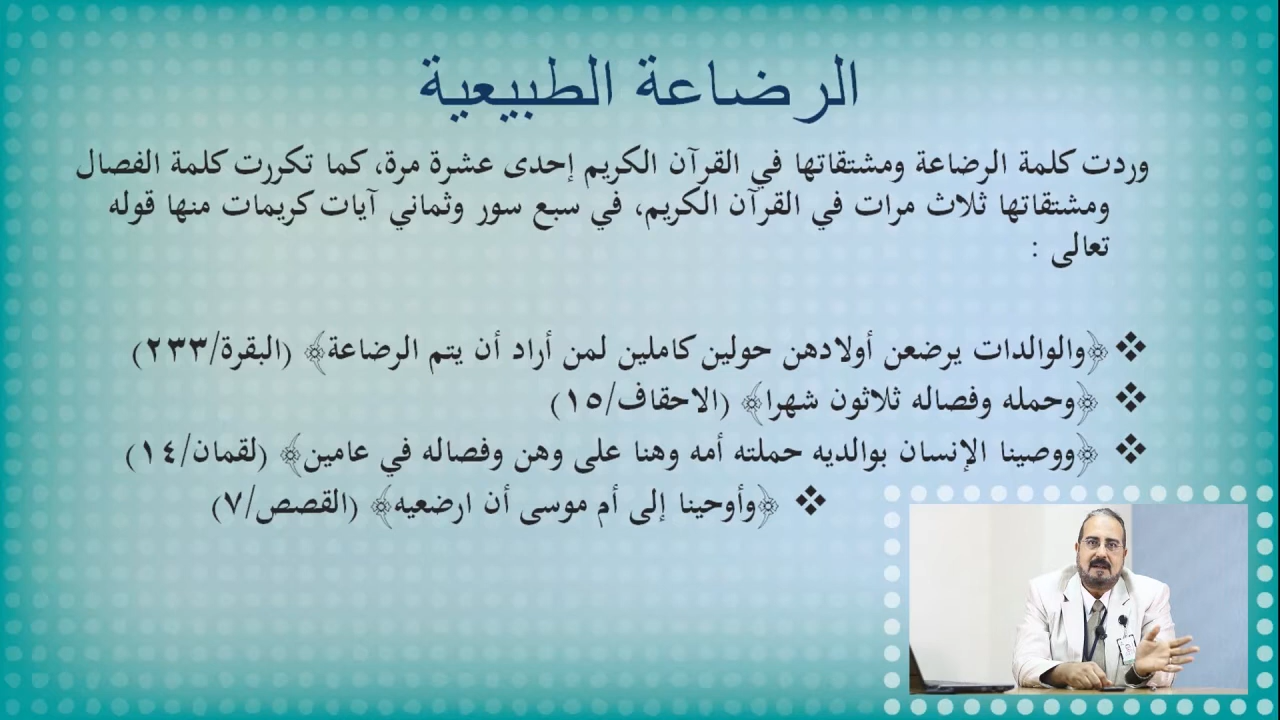 الرضاعة الطبيعية
وردت كلمة الرضاعة ومشتقاتها في القرآن الكريم إحدى عشرة مرة، كما تكررت كلمة الفصال
ومشتقاتها ثلاث مرات في القرآن الكريم، في سبع سور وثماني آيات كريمات منها قوله
تعالى :
❖ ﴿والوالدات يرضعن أولادهن حولين كاملين لمن أراد أن يتم الرضاعة﴾ (البقرة/٢٣٣)
❖ ﴿وحمله وفصاله ثلاثون شهرا﴾ (الاحقاف/١٥)
❖ ﴿ووصينا الإنسان بوالديه حملته أمه وهنا على وهن وفصاله في عامين﴾ (لقمان/١٤)
❖ ﴿وأوحينا إلى أم موسى أن ارضعيه﴾ (القصص/٧)